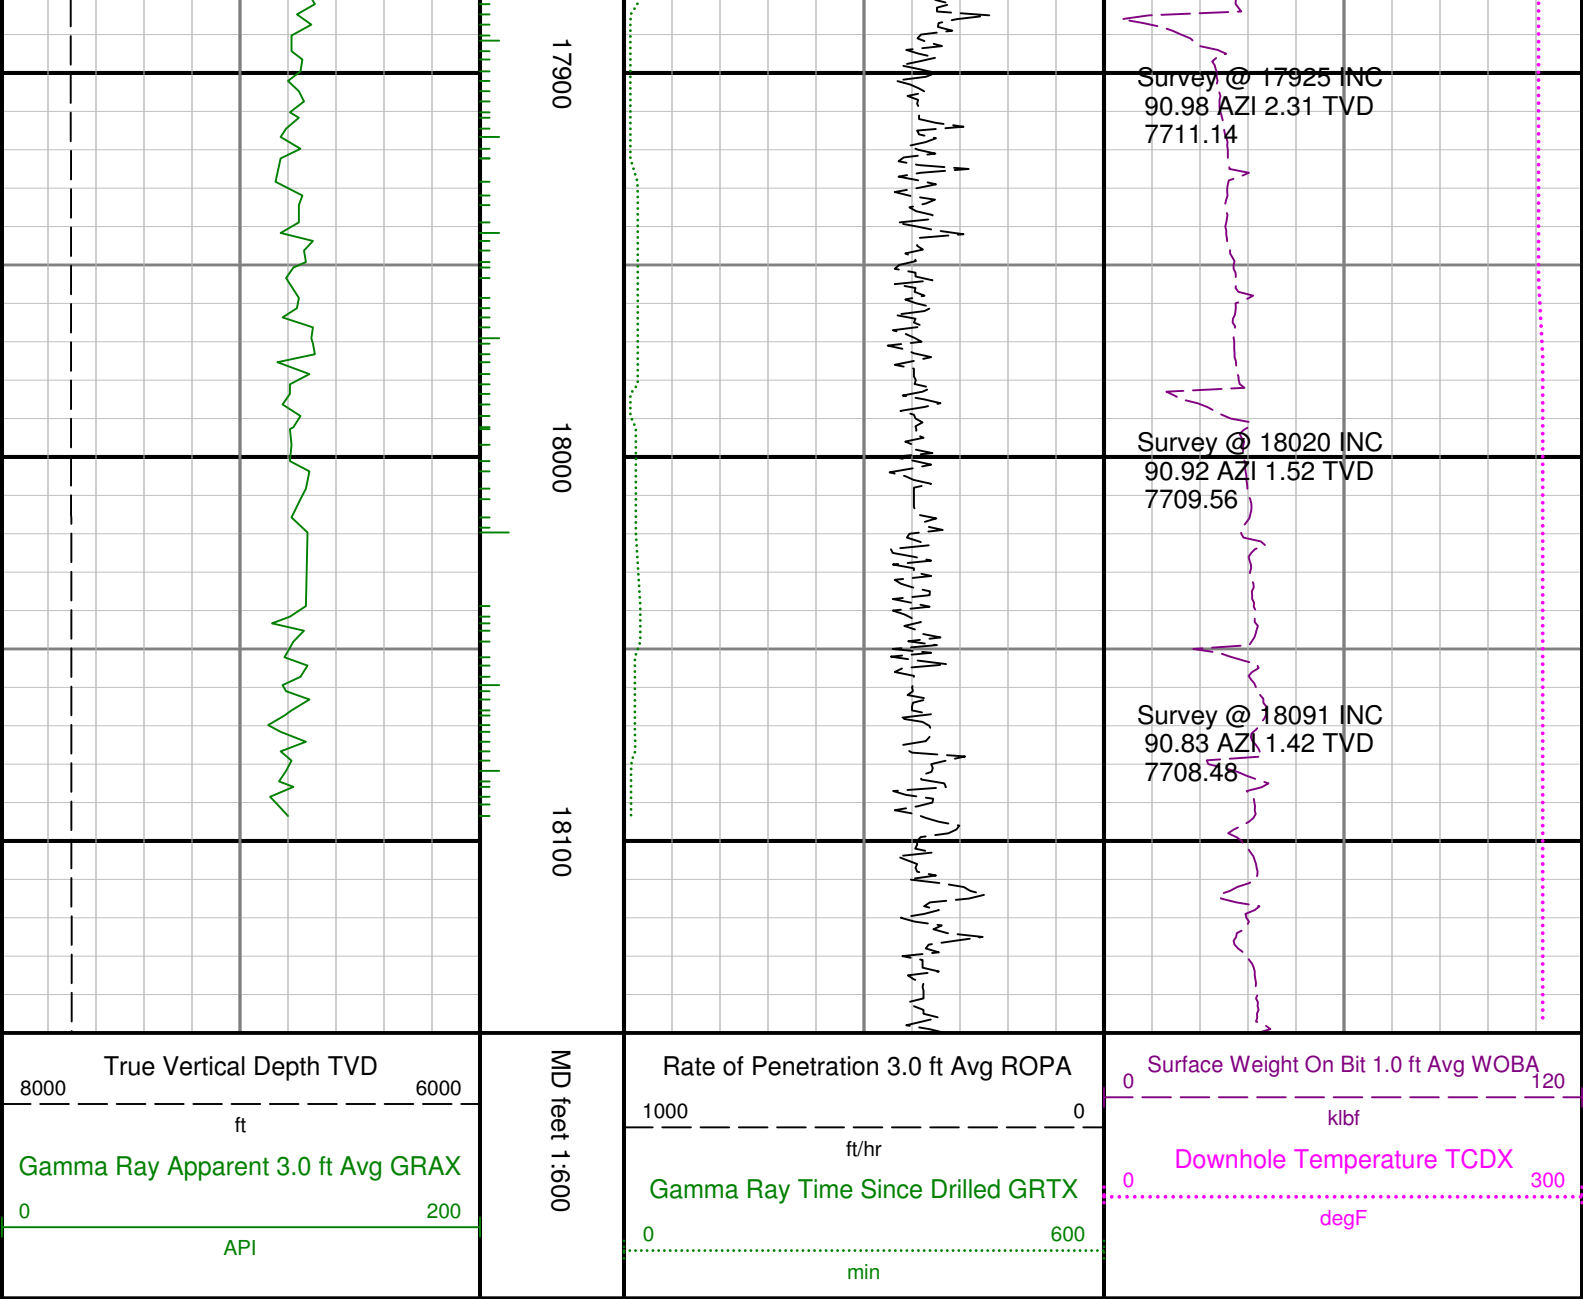 17900
Survey @ 17925 INC
90.98 AZI 2.31 TVD
7711.14
18000
Survey @ 18020 INC
90.92 AZI 1.52 TVD
7709.56
Survey @ 18091 INC
90.83 AZI 1.42 TVD
7708.48
18100
True Vertical Depth TVD
8000 6000
ft
Gamma Ray Apparent 3.0 ft Avg GRAX
0 200
API
MD feet 1:600
Rate of Penetration 3.0 ft Avg ROPA
1000 0
ft/hr
Gamma Ray Time Since Drilled GRTX
0 600
min
Surface Weight On Bit 1.0 ft Avg WOBA
0 120
klbf
Downhole Temperature TCDX
0 300
degF